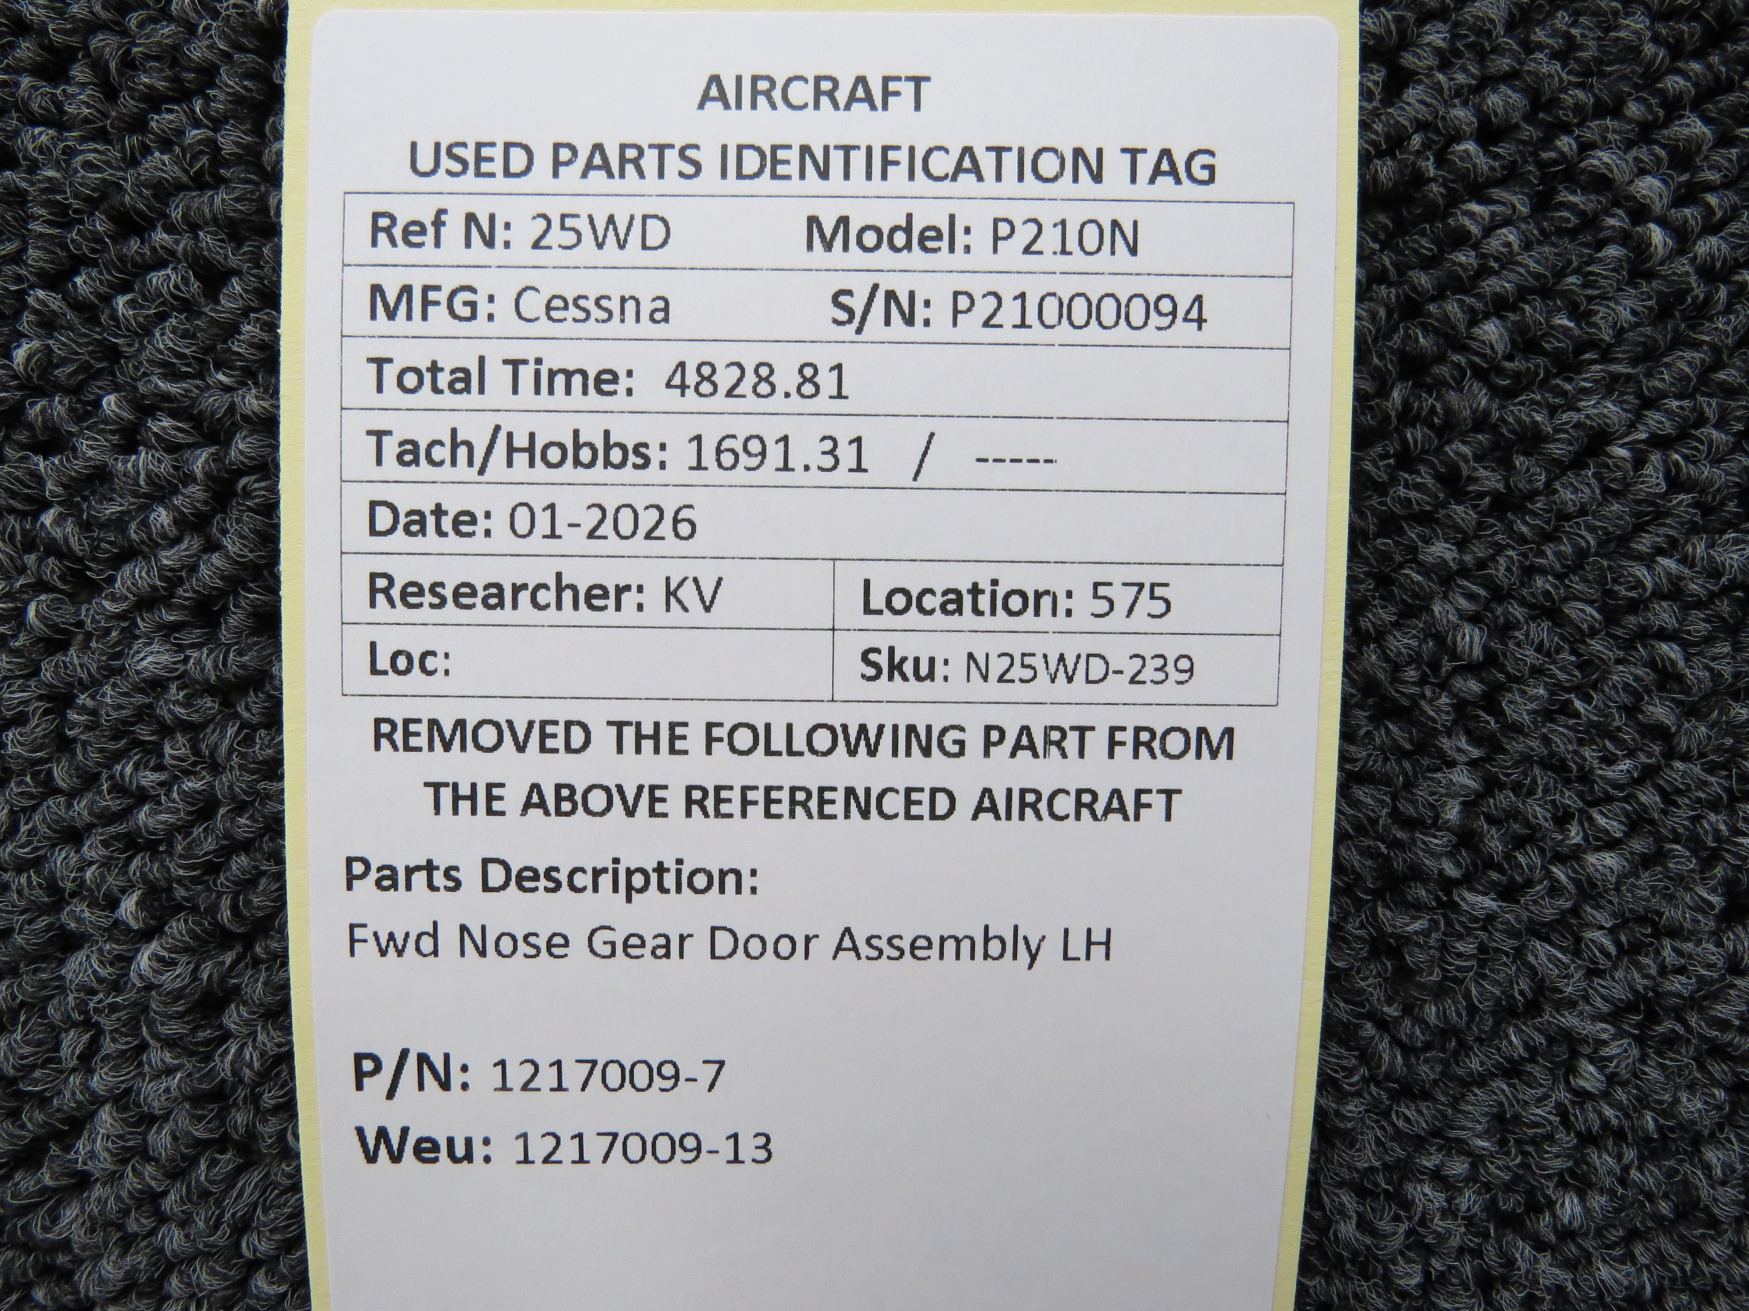 AIRCRAFT
USED PARTS IDENTIFICATION TAG
Ref N: 25WD Model: P210N
MFG: Cessna S/N: P21000094
Total Time: 4828.81
Tach/Hobbs: 1691.31 / -----
Date: 01-2026
Researcher: KV Location: 575
Loc: Sku: N25WD-239
REMOVED THE FOLLOWING PART FROM
THE ABOVE REFERENCED AIRCRAFT
Parts Description:
Fwd Nose Gear Door Assembly LH
P/N: 1217009-7
Weu: 1217009-13